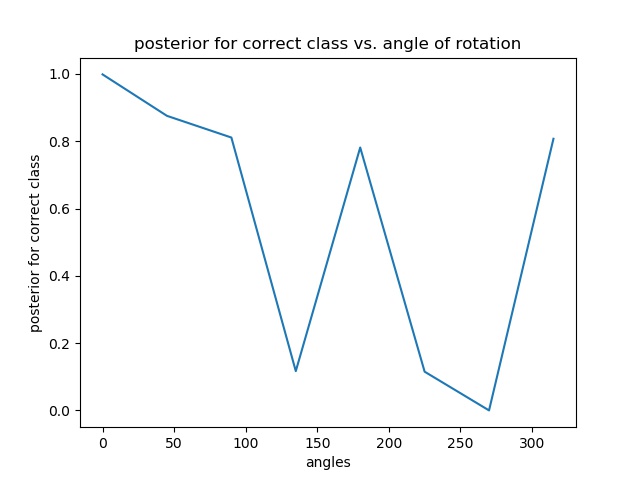 posterior for correct class vs. angle of rotation
1.0
0.8
0.6
0.4
0.2
0.0
posterior for correct class
0 50 100 150 200 250 300
angles